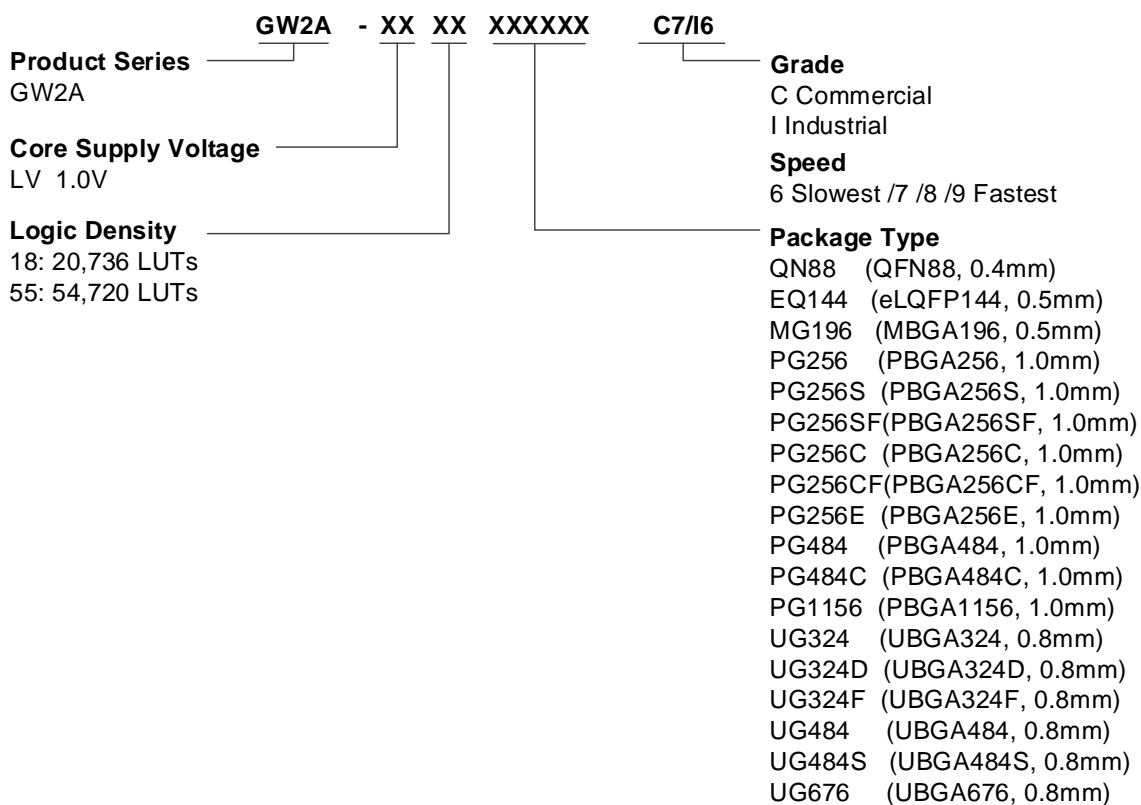 GW2A - XX XX XXXXXX C7/I6
Product Series
GW2A
Core Supply Voltage
LV 1.0V
Logic Density
18: 20,736 LUTs
55: 54,720 LUTs
Grade
C Commercial
I Industrial
Speed
6 Slowest /7 /8 /9 Fastest
Package Type
QN88 (QFN88, 0.4mm)
EQ144 (eLQFP144, 0.5mm)
MG196 (MBGA196, 0.5mm)
PG256 (PBGA256, 1.0mm)
PG256S (PBGA256S, 1.0mm)
PG256SF(PBGA256SF, 1.0mm)
PG256C (PBGA256C, 1.0mm)
PG256CF(PBGA256CF, 1.0mm)
PG256E (PBGA256E, 1.0mm)
PG484 (PBGA484, 1.0mm)
PG484C (PBGA484C, 1.0mm)
PG1156 (PBGA1156, 1.0mm)
UG324 (UBGA324, 0.8mm)
UG324D (UBGA324D, 0.8mm)
UG324F (UBGA324F, 0.8mm)
UG484 (UBGA484, 0.8mm)
UG484S (UBGA484S, 0.8mm)
UG676 (UBGA676, 0.8mm)